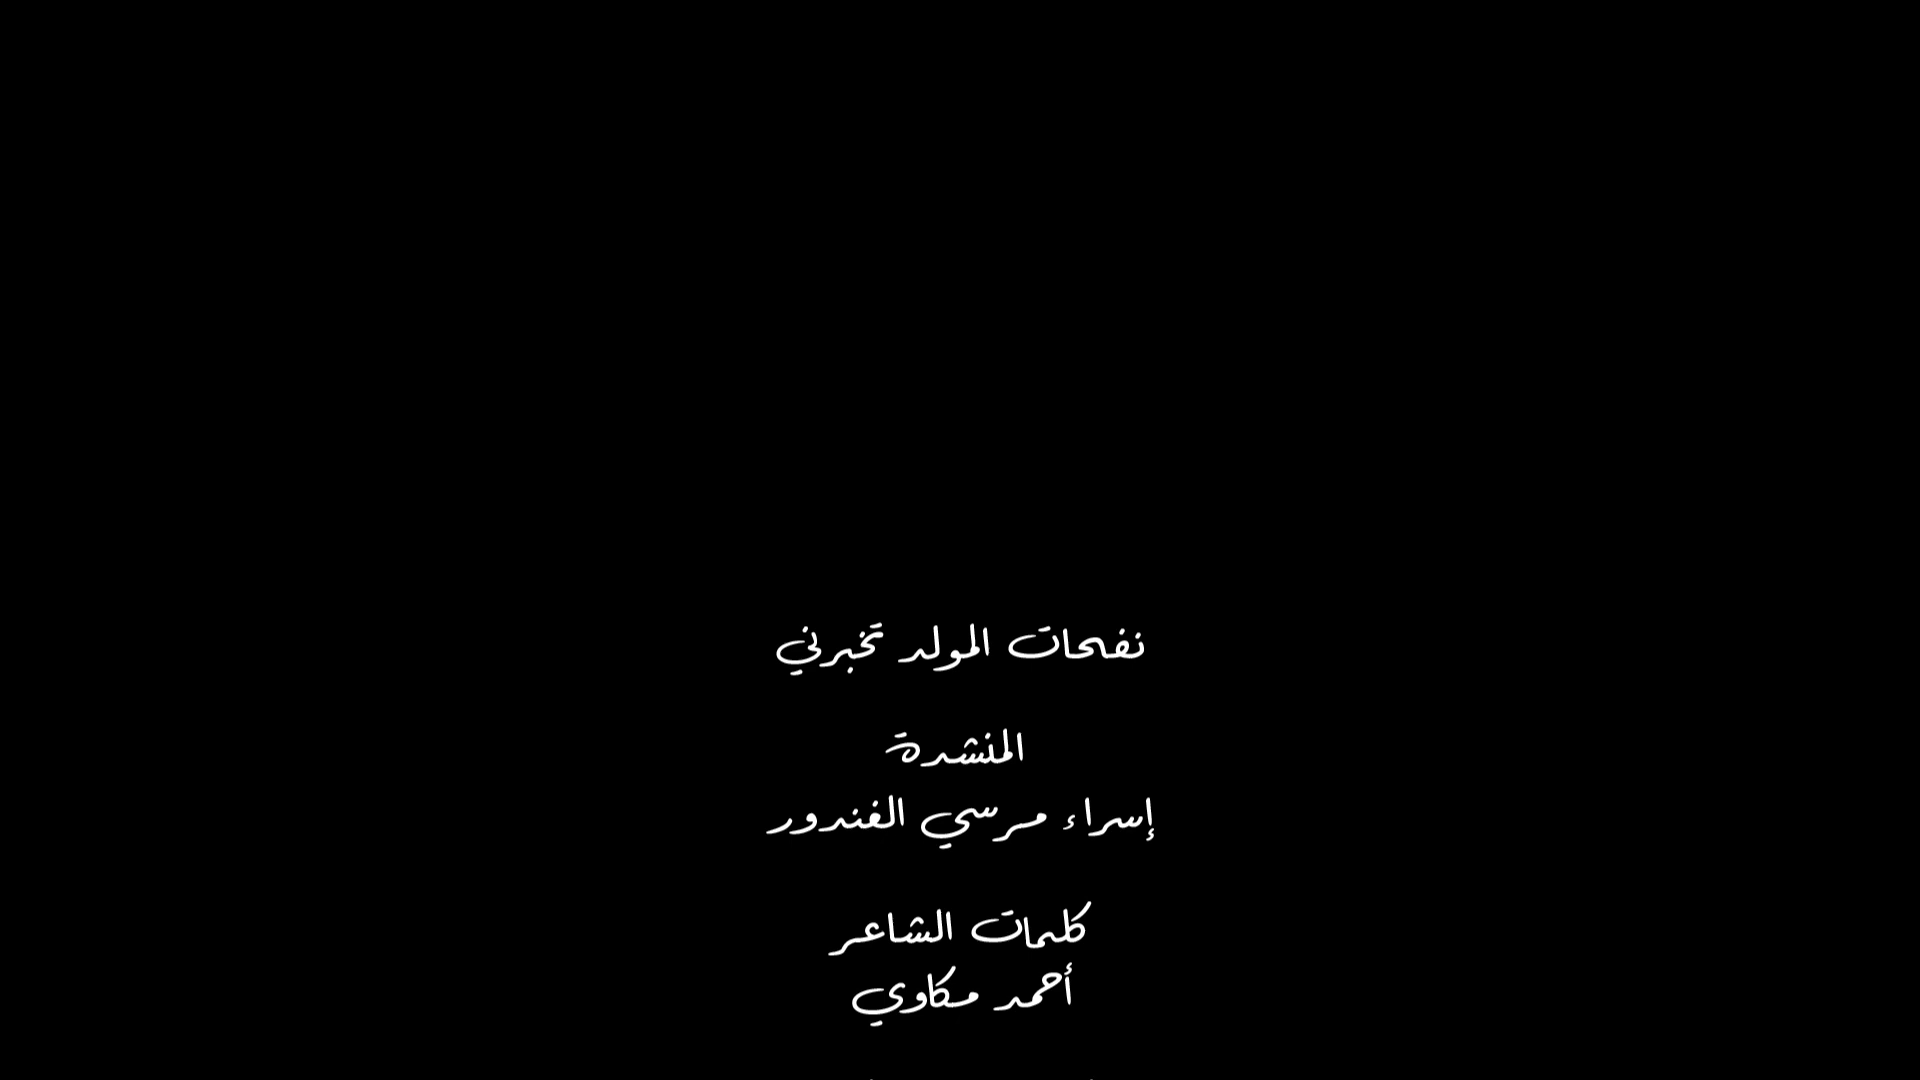 نفحات المولد تخبرني
المنشدة
إسراء مرسي الغندور
كلمات الشاعر
أحمد مكاوي